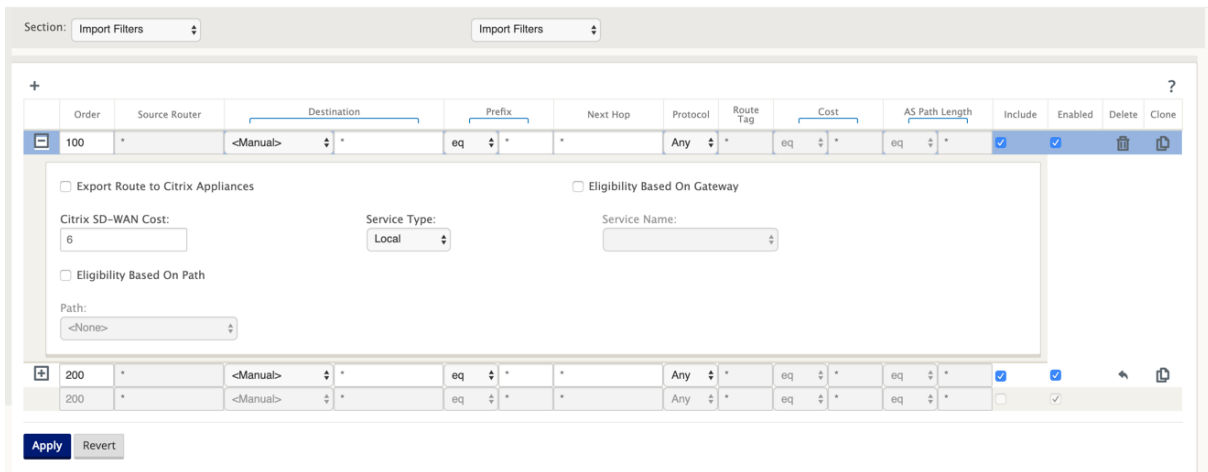 Section: Import Filters Import Filters
+ ?
Order Source Router Destination Prefix Next Hop Protocol Route Tag Cost AS Path Length Include Enabled Delete Clone
100 * <Manual> * eq * * Any * eq * eq *
Export Route to Citrix Appliances Eligibility Based On Gateway
Citrix SD-WAN Cost: Service Type: Service Name:
6 Local
Eligibility Based On Path
Path:
<None>
200 * <Manual> * eq * * Any * eq * eq *
200 * <Manual> * eq * * Any * eq * eq *
Apply Revert